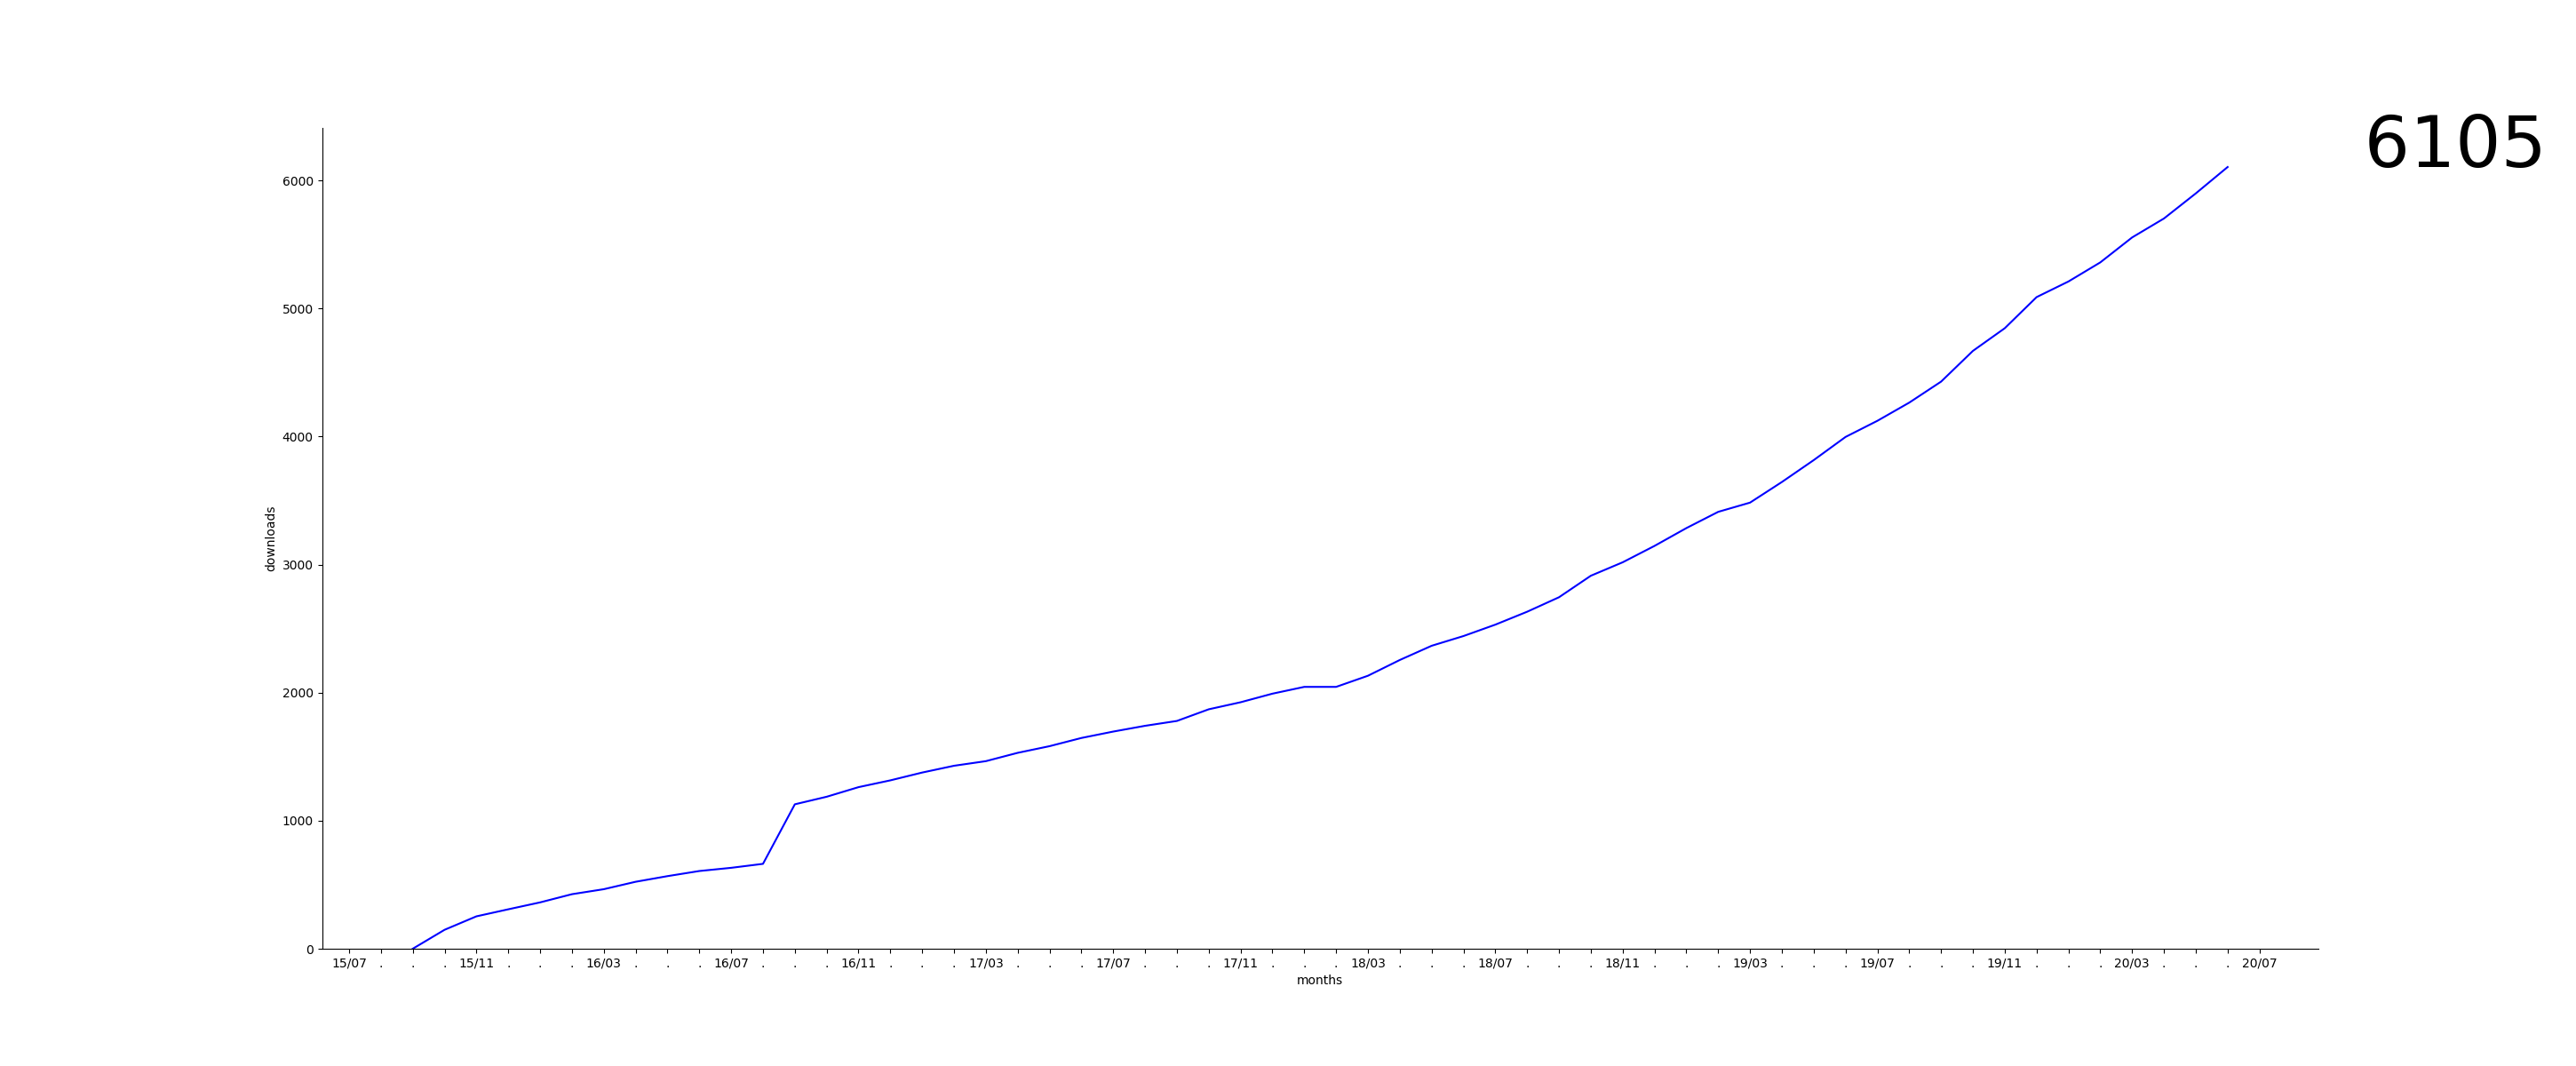 6105
6000
5000
4000
3000
2000
1000
0
downloads
15/07 . . . 15/11 . . . 16/03 . . . 16/07 . . . 16/11 . . . 17/03 . . . 17/07 . . . 17/11 . . . 18/03 . . . 18/07 . . . 18/11 . . . 19/03 . . . 19/07 . . . 19/11 . . . 20/03 . . . 20/07
months